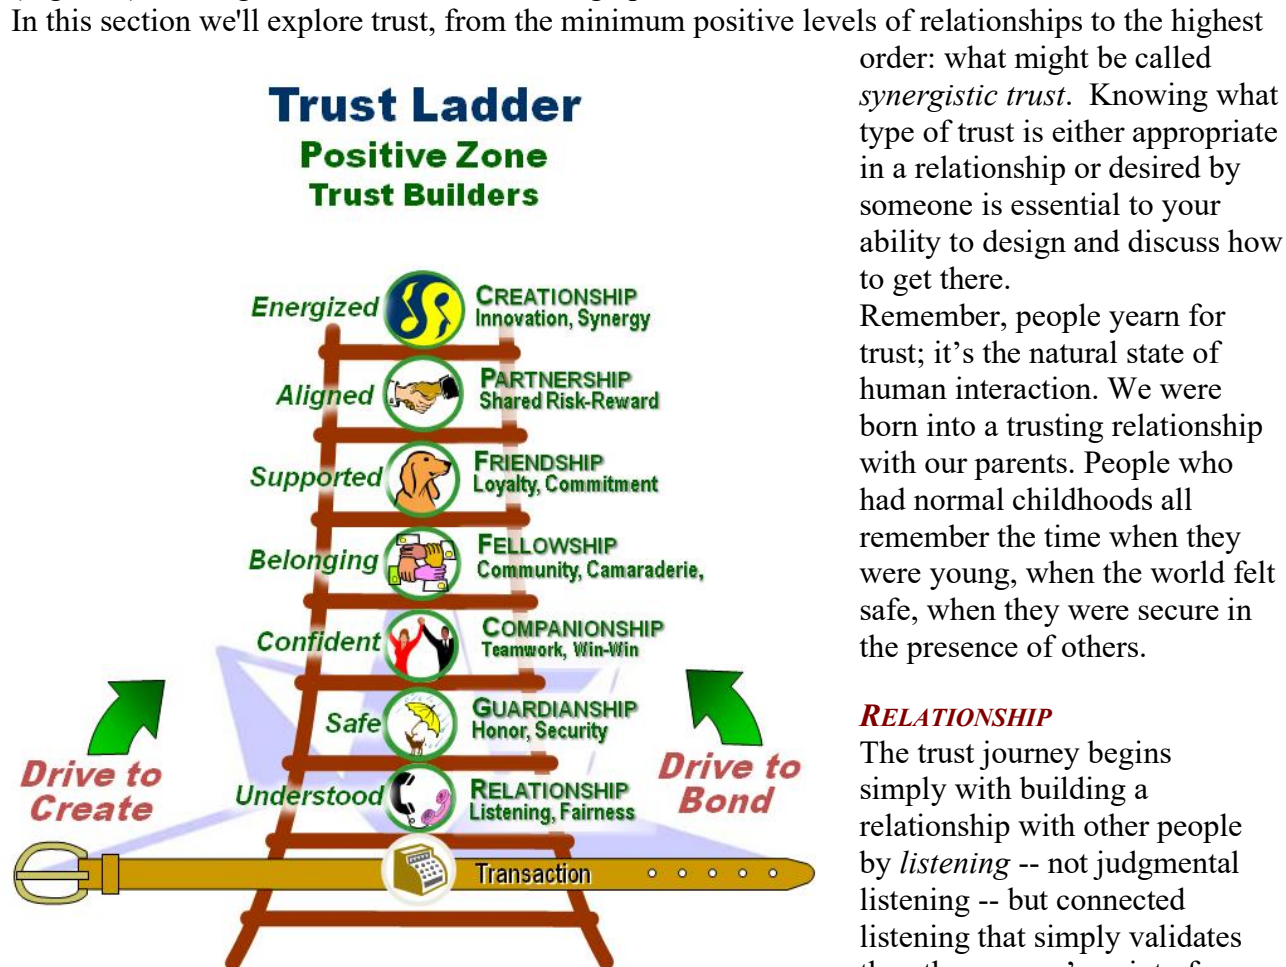 In this section we'll explore trust, from the minimum positive levels of relationships to the highest
order: what might be called
synergistic trust.  Knowing what
type of trust is either appropriate
in a relationship or desired by
someone is essential to your
ability to design and discuss how
to get there.
Remember, people yearn for
trust; it’s the natural state of
human interaction. We were
born into a trusting relationship
with our parents. People who
had normal childhoods all
remember the time when they
were young, when the world felt
safe, when they were secure in
the presence of others.
Trust Ladder
Positive Zone
Trust Builders
Energized
CREATIONSHIP
Innovation, Synergy
Aligned
PARTNERSHIP
Shared Risk-Reward
Supported
FRIENDSHIP
Loyalty, Commitment
Belonging
FELLOWSHIP
Community, Camaraderie,
Confident
COMPANIONSHIP
Teamwork, Win-Win
Safe
GUARDIANSHIP
Honor, Security
Understood
RELATIONSHIP
Listening, Fairness
Drive to
Create
Drive to
Bond
Transaction
RELATIONSHIP
The trust journey begins
simply with building a
relationship with other people
by listening -- not judgmental
listening -- but connected
listening that simply validates